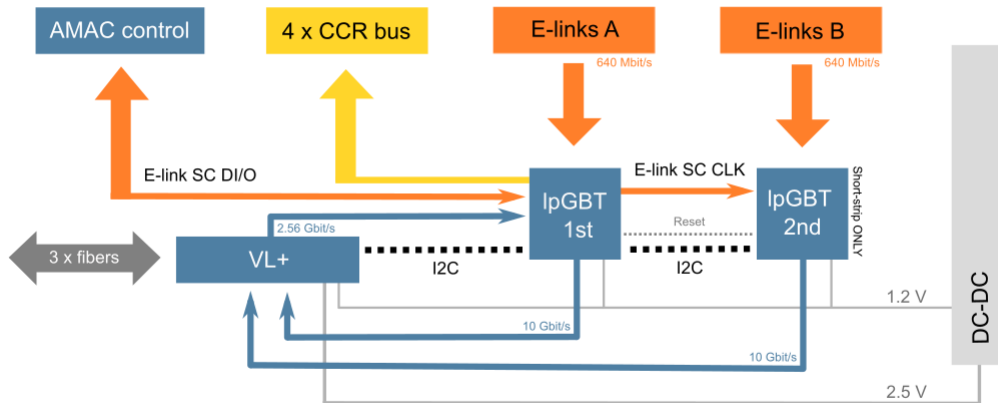 AMAC control
4 x CCR bus
E-links A
E-links B
640 Mbit/s
640 Mbit/s
E-link SC DI/O
lpGBT
1st
E-link SC CLK
lpGBT
2nd
Short-strip ONLY
2.56 Gbit/s
Reset
3 x fibers
VL+
I2C
I2C
1.2 V
DC-DC
10 Gbit/s
10 Gbit/s
2.5 V